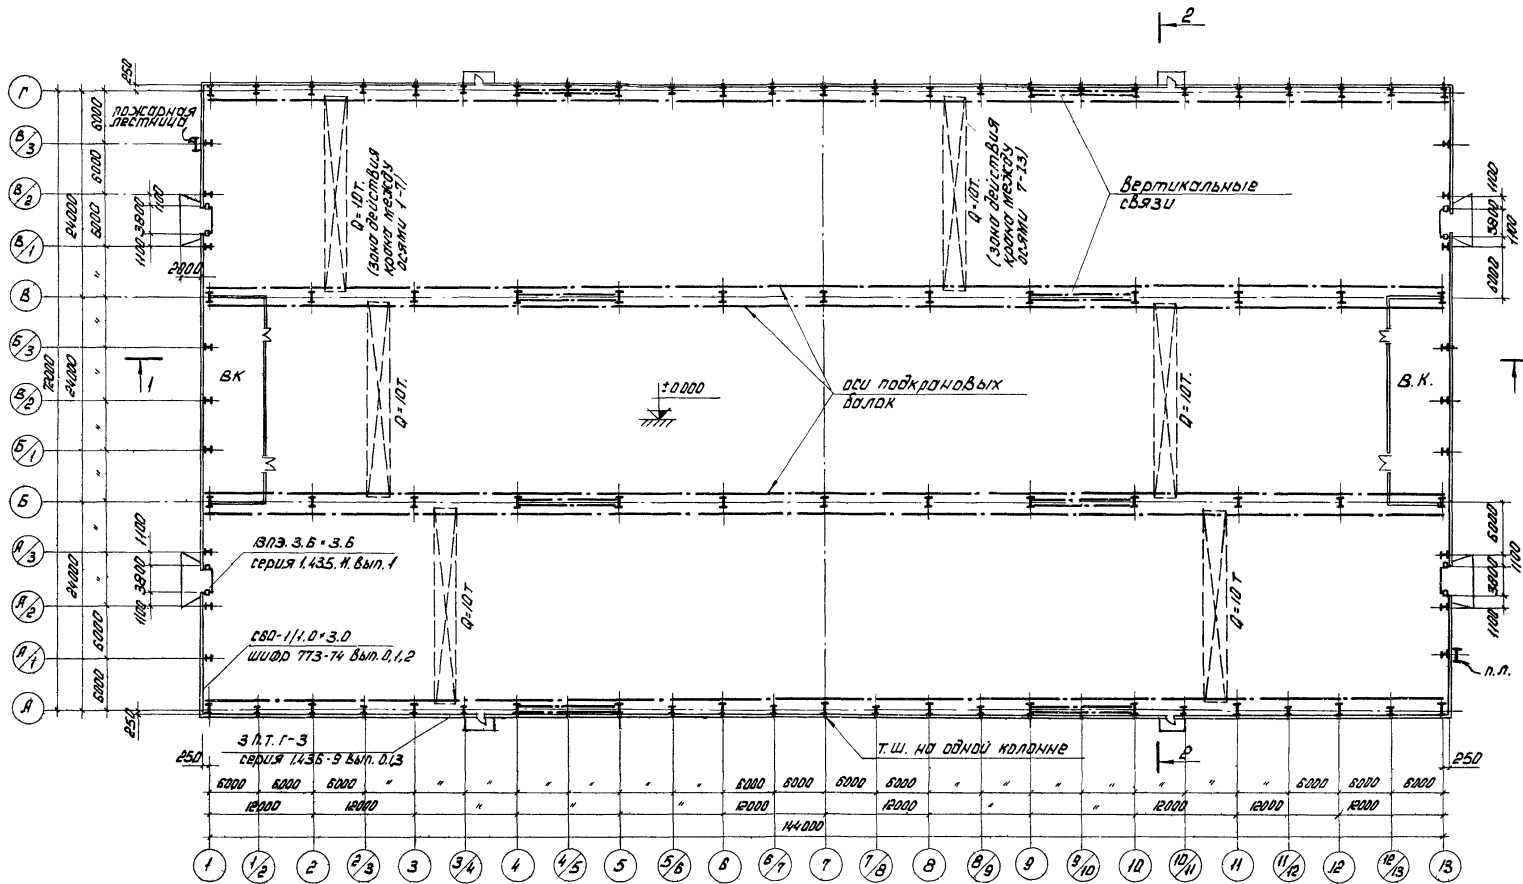 2
250
Г
В/3
В/2
В/1
В
Б/3
В/2
Б/1
Б
А/3
А/2
А/1
А
6000
6000
6000
"
"
"
"
"
"
"
6000
6000
250
24000
24000
24000
72000
пожарная
лестница
1100
3800
1100
2800
Q=10т.
(зона действия
крана между
осями 1-7)
Q=10т.
(зона действия
крана между
осями 7-13)
вертикальные
связи
1100
3800
1100
6000
1
ВК
Q=10т.
±0.000
оси подкрановых
балок
Q=10т.
В.К.
1100
3800
1100
ВПЭ. 3.6×3.6
серия 1.435. Н. вып. 1
Q=10т
Q=10т
6000
1100
3800
1100
СВО-1/1.0×3.0
шифр 773-74 вып. 0,1,2
п.л.
З П.Т. Г-3
серия 1.436-9 вып. 0,1,3
т.ш. на одной колонне
2
250
250
6000 6000 6000 " " " " " " " 6000 6000 6000 6000 " " " " " " " 6000 6000 6000
12000 12000 " " " 12000 12000 " " 12000 12000 12000
144000
1 1/2 2 2/3 3 3/4 4 4/5 5 5/6 6 6/7 7 7/8 8 8/9 9 9/10 10 10/11 11 11/12 12 12/13 13